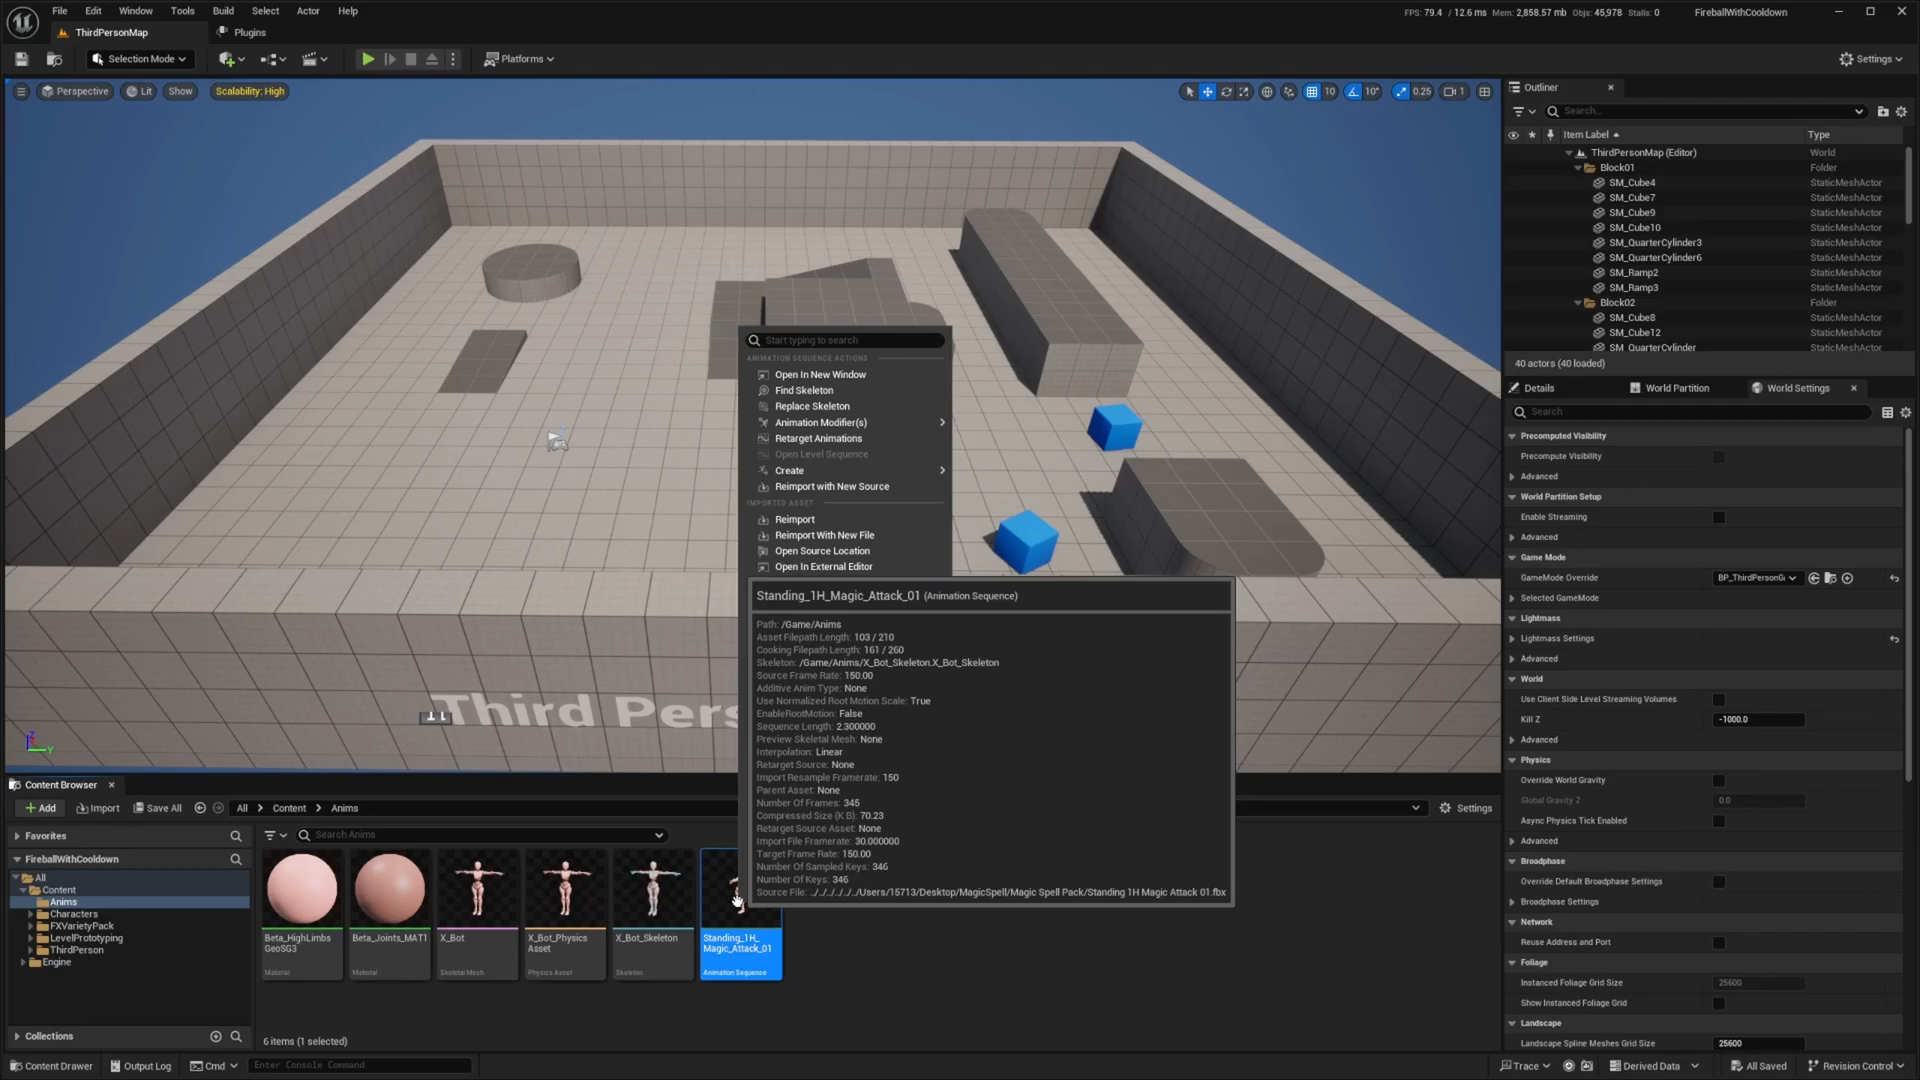 File Edit Window Tools Build Select Actor Help
FPS: 79.4 / 12.6 ms Mem: 2,858.57 mb Objs: 45,978 Stalls: 0
FireballWithCooldown
ThirdPersonMap
Plugins
Selection Mode
Platforms
Settings
Perspective
Lit
Show
Scalability: High
10
10°
0.25
1
Outliner
Search...
Item Label
Type
ThirdPersonMap (Editor) World
Block01 Folder
SM_Cube4 StaticMeshActor
SM_Cube7 StaticMeshActor
SM_Cube9 StaticMeshActor
SM_Cube10 StaticMeshActor
SM_QuarterCylinder3 StaticMeshActor
SM_QuarterCylinder6 StaticMeshActor
SM_Ramp2 StaticMeshActor
SM_Ramp3 StaticMeshActor
Block02 Folder
SM_Cube8 StaticMeshActor
SM_Cube12 StaticMeshActor
SM_QuarterCylinder StaticMeshActor
40 actors (40 loaded)
Details
World Partition
World Settings
Search
Precomputed Visibility
Precompute Visibility
Advanced
World Partition Setup
Enable Streaming
Advanced
Game Mode
GameMode Override BP_ThirdPersonG
Selected GameMode
Lightmass
Lightmass Settings
Advanced
World
Use Client Side Level Streaming Volumes
Kill Z -1000.0
Advanced
Physics
Override World Gravity
Global Gravity Z 0.0
Async Physics Tick Enabled
Advanced
Broadphase
Override Default Broadphase Settings
Broadphase Settings
Network
Reuse Address and Port
Foliage
Instanced Foliage Grid Size 25600
Show Instanced Foliage Grid
Landscape
Landscape Spline Meshes Grid Size 25600
Start typing to search
ANIMATION SEQUENCE ACTIONS
Open In New Window
Find Skeleton
Replace Skeleton
Animation Modifier(s)
Retarget Animations
Open Level Sequence
Create
Reimport with New Source
IMPORTED ASSET
Reimport
Reimport With New File
Open Source Location
Open In External Editor
Standing_1H_Magic_Attack_01 (Animation Sequence)
Path: /Game/Anims
Asset Filepath Length: 103 / 210
Cooking Filepath Length: 161 / 260
Skeleton: /Game/Anims/X_Bot_Skeleton.X_Bot_Skeleton
Source Frame Rate: 150.00
Additive Anim Type: None
Use Normalized Root Motion Scale: True
EnableRootMotion: False
Sequence Length: 2.300000
Preview Skeletal Mesh: None
Interpolation: Linear
Retarget Source: None
Import Resample Framerate: 150
Parent Asset: None
Number Of Frames: 345
Compressed Size (K B): 70.23
Retarget Source Asset: None
Import File Framerate: 30.000000
Target Frame Rate: 150.00
Number Of Sampled Keys: 346
Number Of Keys: 346
Source File: ../../../../../../Users/15713/Desktop/MagicSpell/Magic Spell Pack/Standing 1H Magic Attack 01.fbx
Third Pers
Z
Y
Content Browser
Add
Import
Save All
All > Content > Anims
Settings
Favorites
Search Anims
FireballWithCooldown
All
Content
Anims
Characters
FXVarietyPack
LevelPrototyping
ThirdPerson
Engine
Collections
Beta_HighLimbs
GeoSG3
Material
Beta_Joints_MAT1
Material
X_Bot
Skeletal Mesh
X_Bot_Physics
Asset
Physics Asset
X_Bot_Skeleton
Skeleton
Standing_1H_
Magic_Attack_01
Animation Sequence
6 items (1 selected)
Content Drawer
Output Log
Cmd
Enter Console Command
Trace
Derived Data
All Saved
Revision Control